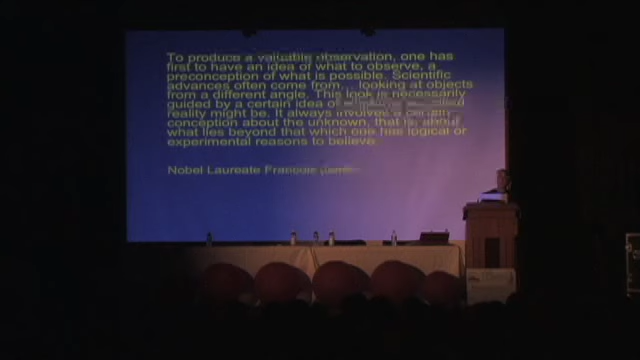 To produce a valuable observation, one has
first to have an idea of what to observe, a
preconception of what is possible. Scientific
advances often come from... looking at objects
from a different angle. This look is necessarily
guided by a certain idea of
reality might be. It always involves a certain
conception about the unknown, that is, about
what lies beyond that which one has logical or
experimental reasons to believe.
Nobel Laureate Francois